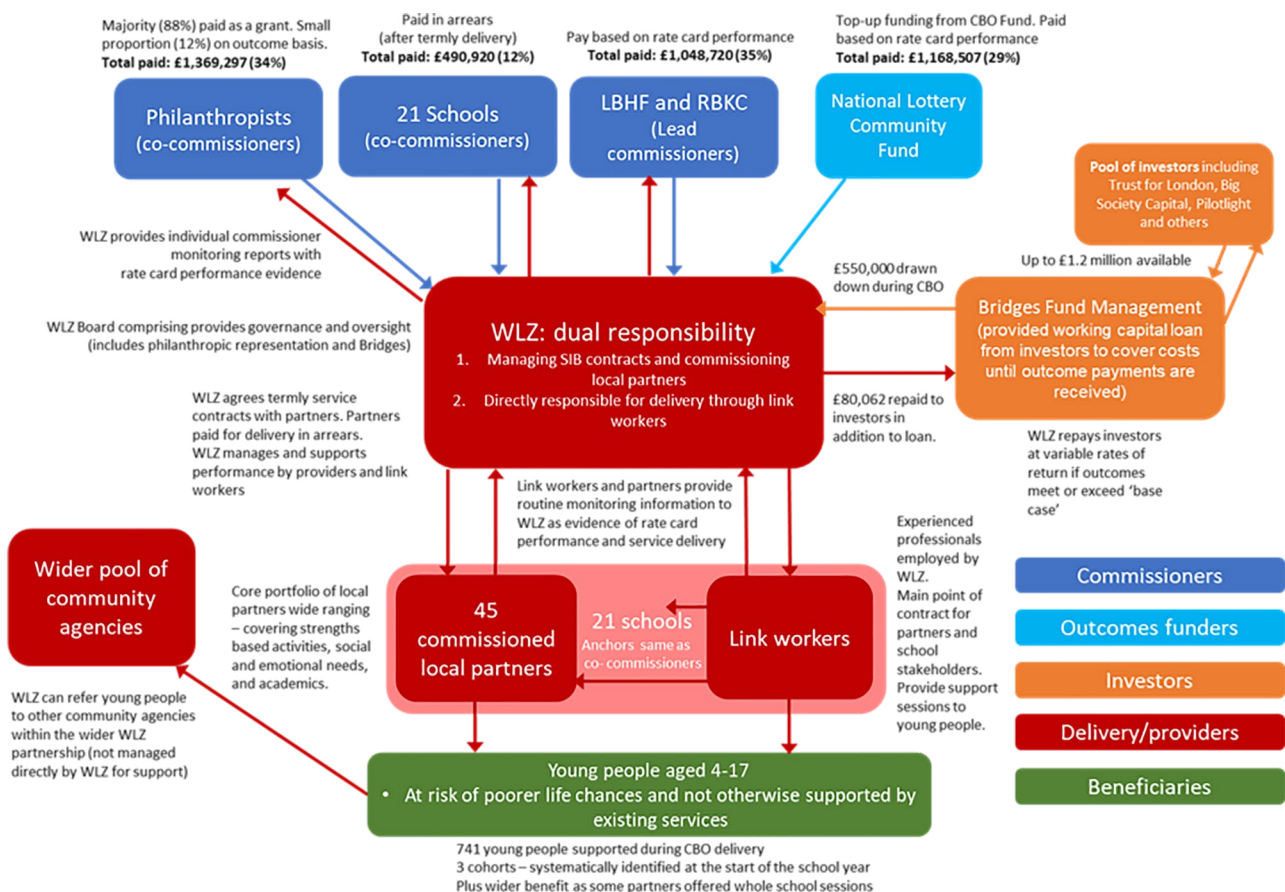 Majority (88%) paid as a grant. Small
proportion (12%) on outcome basis.
Total paid: £1,369,297 (34%)
Paid in arrears
(after termly delivery)
Total paid: £490,920 (12%)
Pay based on rate card performance
Total paid: £1,048,720 (35%)
Top-up funding from CBO Fund. Paid
based on rate card performance
Total paid: £1,168,507 (29%)
Philanthropists
(co-commissioners)
21 Schools
(co-commissioners)
LBHF and RBKC
(Lead
commissioners)
National Lottery
Community
Fund
Pool of investors including
Trust for London, Big
Society Capital, Pilotlight
and others
WLZ provides individual commissioner
monitoring reports with
rate card performance evidence
£550,000 drawn
down during CBO
Up to £1.2 million available
WLZ Board comprising provides governance and oversight
(includes philanthropic representation and Bridges)
WLZ: dual responsibility
1. Managing SIB contracts and commissioning
local partners
2. Directly responsible for delivery through link
workers
Bridges Fund Management
(provided working capital loan
from investors to cover costs
until outcome payments are
received)
WLZ agrees termly service
contracts with partners. Partners
paid for delivery in arrears.
WLZ manages and supports
performance by providers and link
workers
£80,062 repaid to
investors in
addition to loan.
WLZ repays investors
at variable rates of
return if outcomes
meet or exceed ‘base
case’
Link workers and partners provide
routine monitoring information to
WLZ as evidence of rate card
performance and service delivery
Experienced
professionals
employed by
WLZ.
Main point of
contract for
partners and
school
stakeholders.
Provide support
sessions to
young people.
Wider pool of
community
agencies
Core portfolio of local
partners wide ranging
– covering strengths
based activities, social
and emotional needs,
and academics.
45
commissioned
local partners
21 schools
Anchors same as
co- commissioners
Link workers
WLZ can refer young people
to other community agencies
within the wider WLZ
partnership (not managed
directly by WLZ for support)
Young people aged 4-17
• At risk of poorer life chances and not otherwise supported by
existing services
741 young people supported during CBO delivery
3 cohorts – systematically identified at the start of the school year
Plus wider benefit as some partners offered whole school sessions
Commissioners
Outcomes funders
Investors
Delivery/providers
Beneficiaries